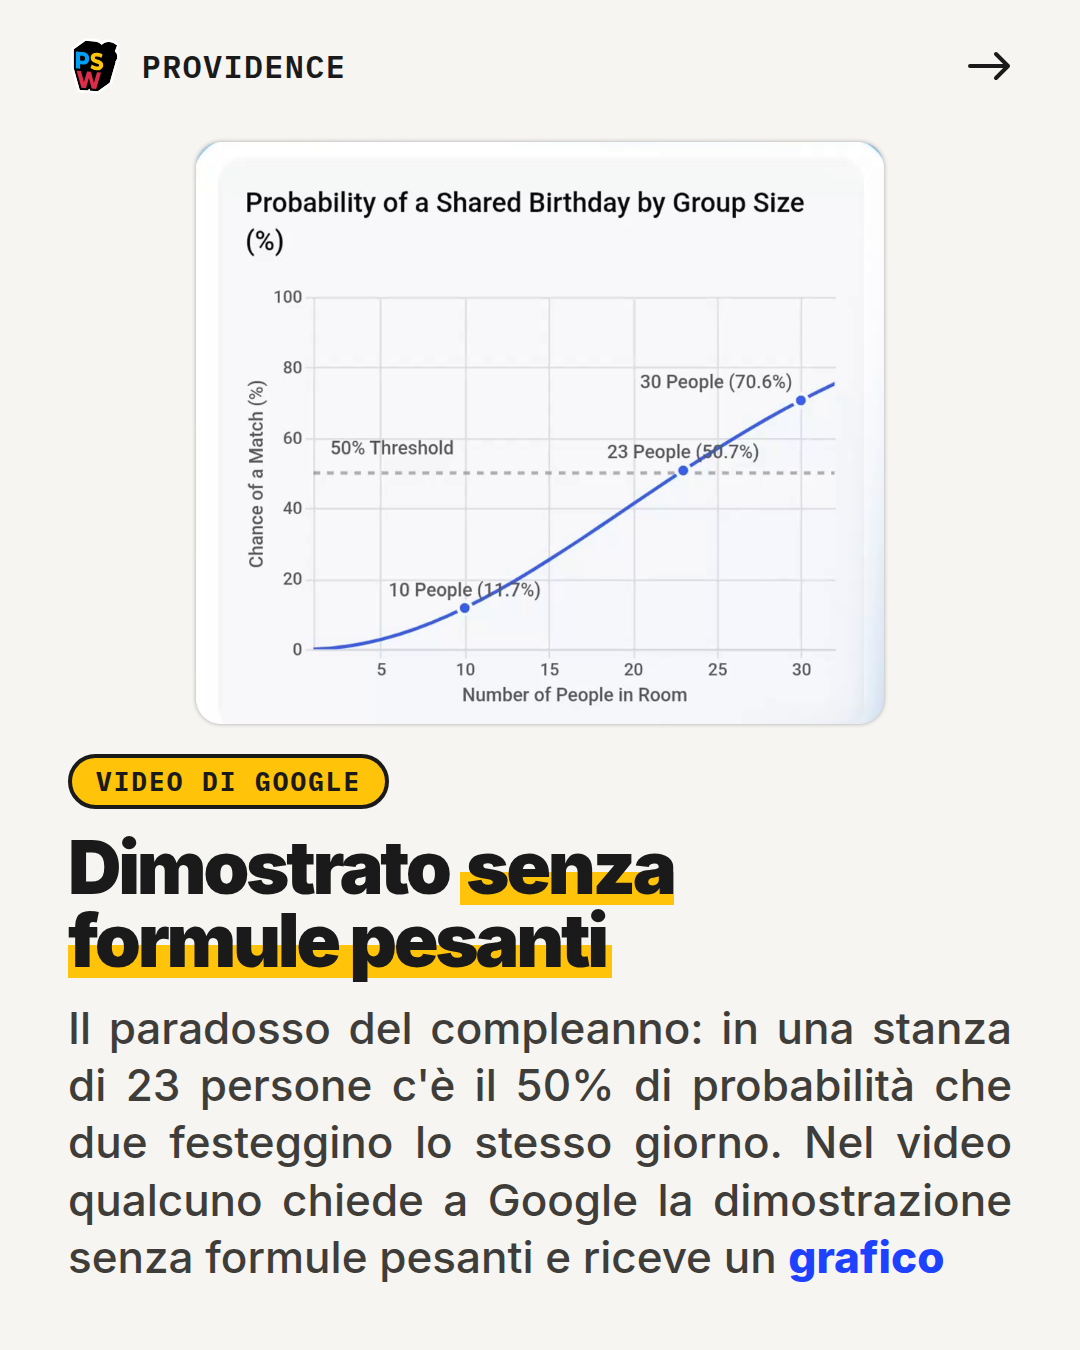 PSW
PROVIDENCE
Probability of a Shared Birthday by Group Size
(%)
100
80
60
40
20
0
Chance of a Match (%)
50% Threshold
30 People (70.6%)
23 People (50.7%)
10 People (11.7%)
5 10 15 20 25 30
Number of People in Room
VIDEO DI GOOGLE
Dimostrato senza
formule pesanti
Il paradosso del compleanno: in una stanza
di 23 persone c'è il 50% di probabilità che
due festeggino lo stesso giorno. Nel video
qualcuno chiede a Google la dimostrazione
senza formule pesanti e riceve un grafico